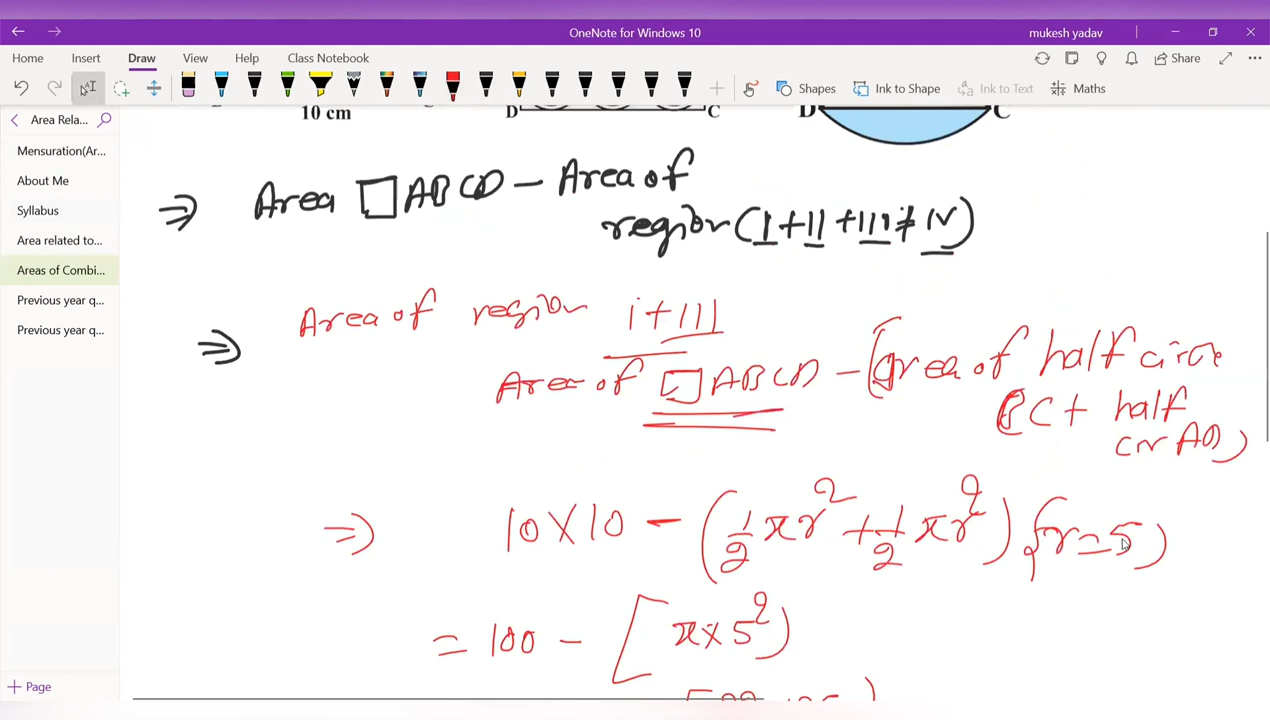 OneNote for Windows 10
mukesh yadav
Home Insert Draw View Help Class Notebook
Share
Shapes Ink to Shape Ink to Text Maths
Area Rela...
Mensuration(Ar...
About Me
Syllabus
Area related to...
Areas of Combi...
Previous year q...
Previous year q...
+ Page
10 cm
D C
D C
⇒ Area □ABCD - Area of
region (I + II + III + IV)
⇒ Area of region i + III
Area of □ABCD - (area of half circle
BC + half
cir AD)
⇒ 10 × 10 - (1/2 πr² + 1/2 πr²) {r = 5)
= 100 - [π × 5²)